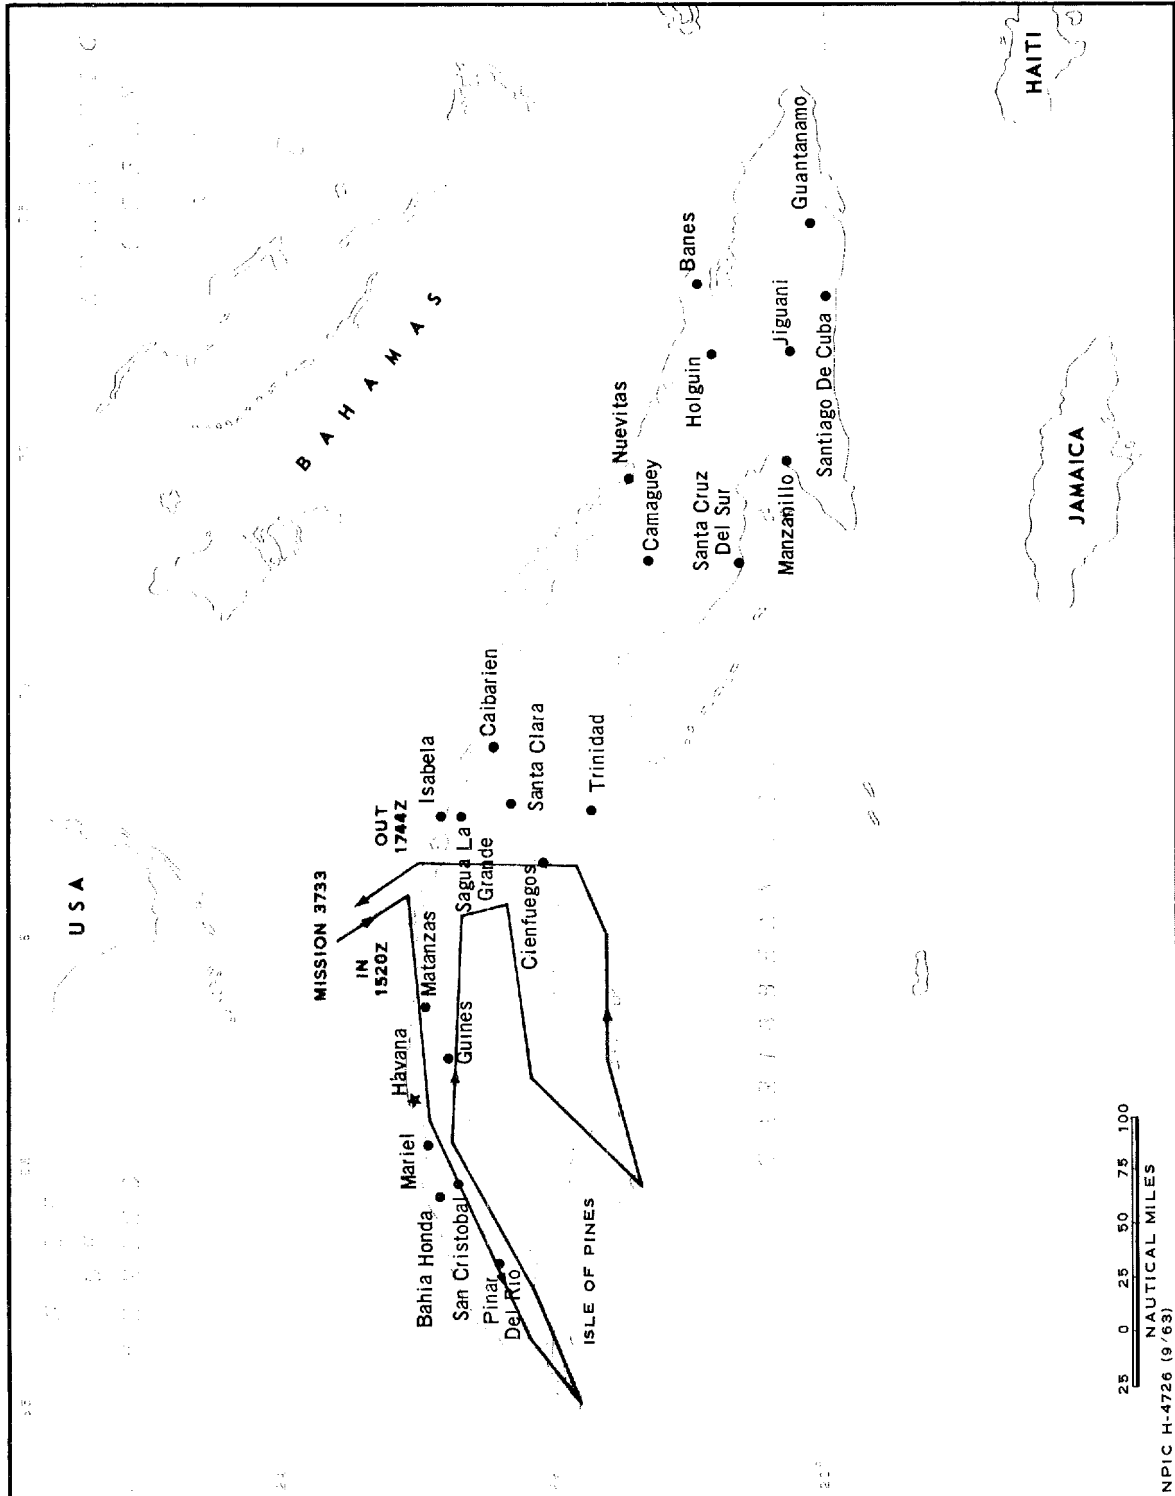 USA
BAHAMAS
MISSION 3733
IN
1520Z
OUT
1744Z
Havana
Matanzas
Mariel
Bahia Honda
San Cristobal
Pinar
Del Rio
Guines
Isabela
Sagua La
Grande
Caibarien
Santa Clara
Cienfuegos
Trinidad
ISLE OF PINES
Nuevitas
Camaguey
Santa Cruz
Del Sur
Holguin
Banes
Manzanillo
Jiguani
Santiago De Cuba
Guantanamo
HAITI
JAMAICA
25 0 25 50 75 100
NAUTICAL MILES
NPIC H-4726 (9/63)